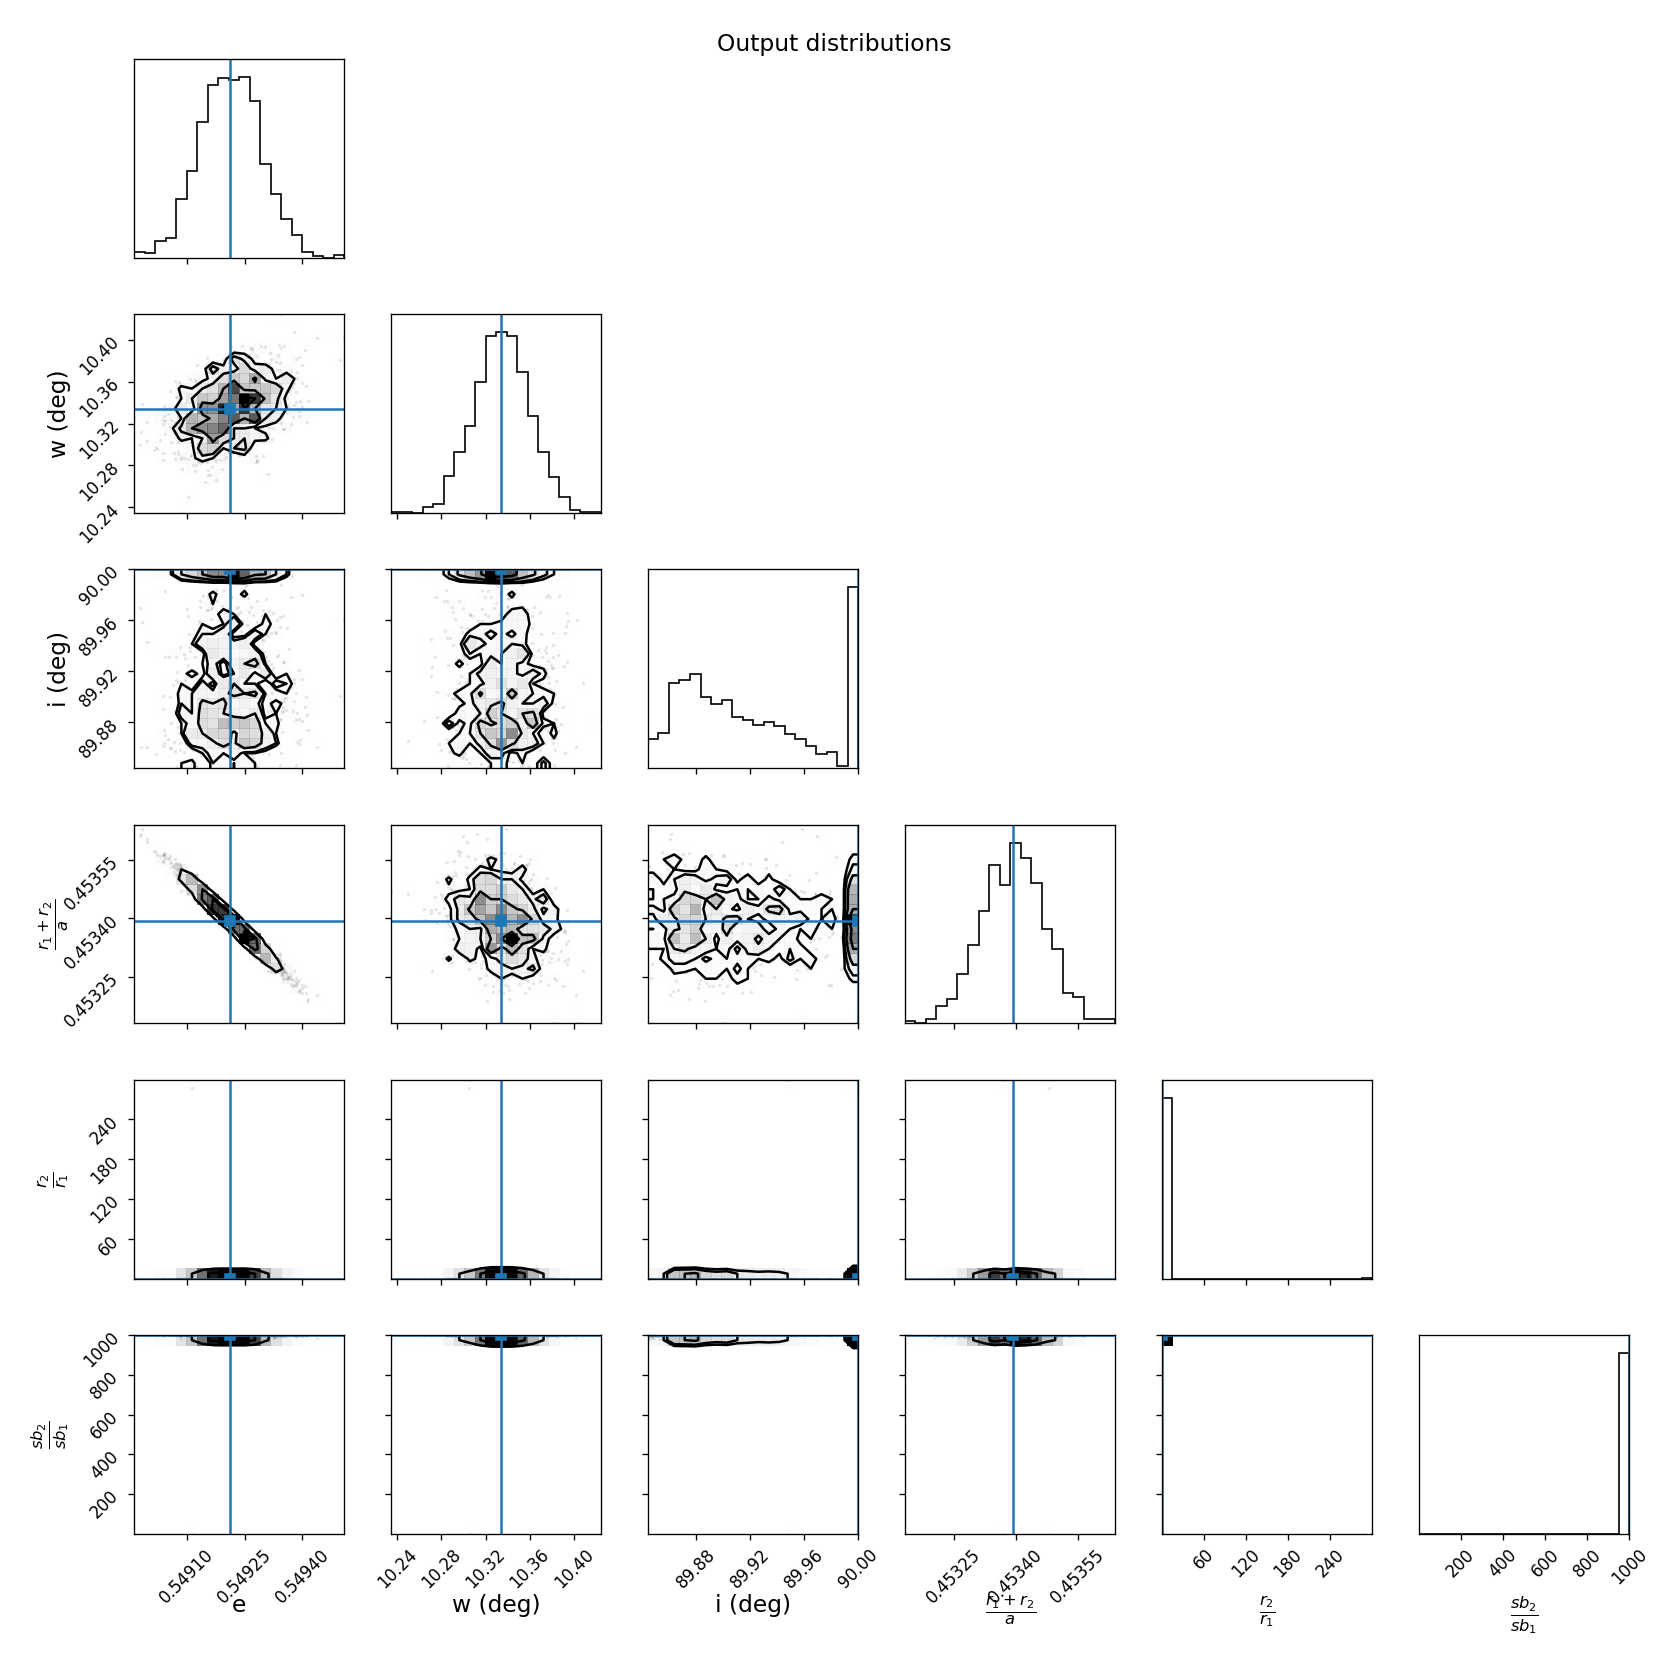 Output distributions
w (deg)
10.40
10.36
10.32
10.28
10.24
i (deg)
90.00
89.96
89.92
89.88
r₁ + r₂
a
0.45355
0.45340
0.45325
r₂
r₁
240
180
120
60
sb₂
sb₁
1000
800
600
400
200
0.54910 0.54925 0.54940
e
10.24 10.28 10.32 10.36 10.40
w (deg)
89.88 89.92 89.96 90.00
i (deg)
0.45325 0.45340 0.45355
r₁ + r₂
a
60 120 180 240
r₂
r₁
200 400 600 800 1000
sb₂
sb₁